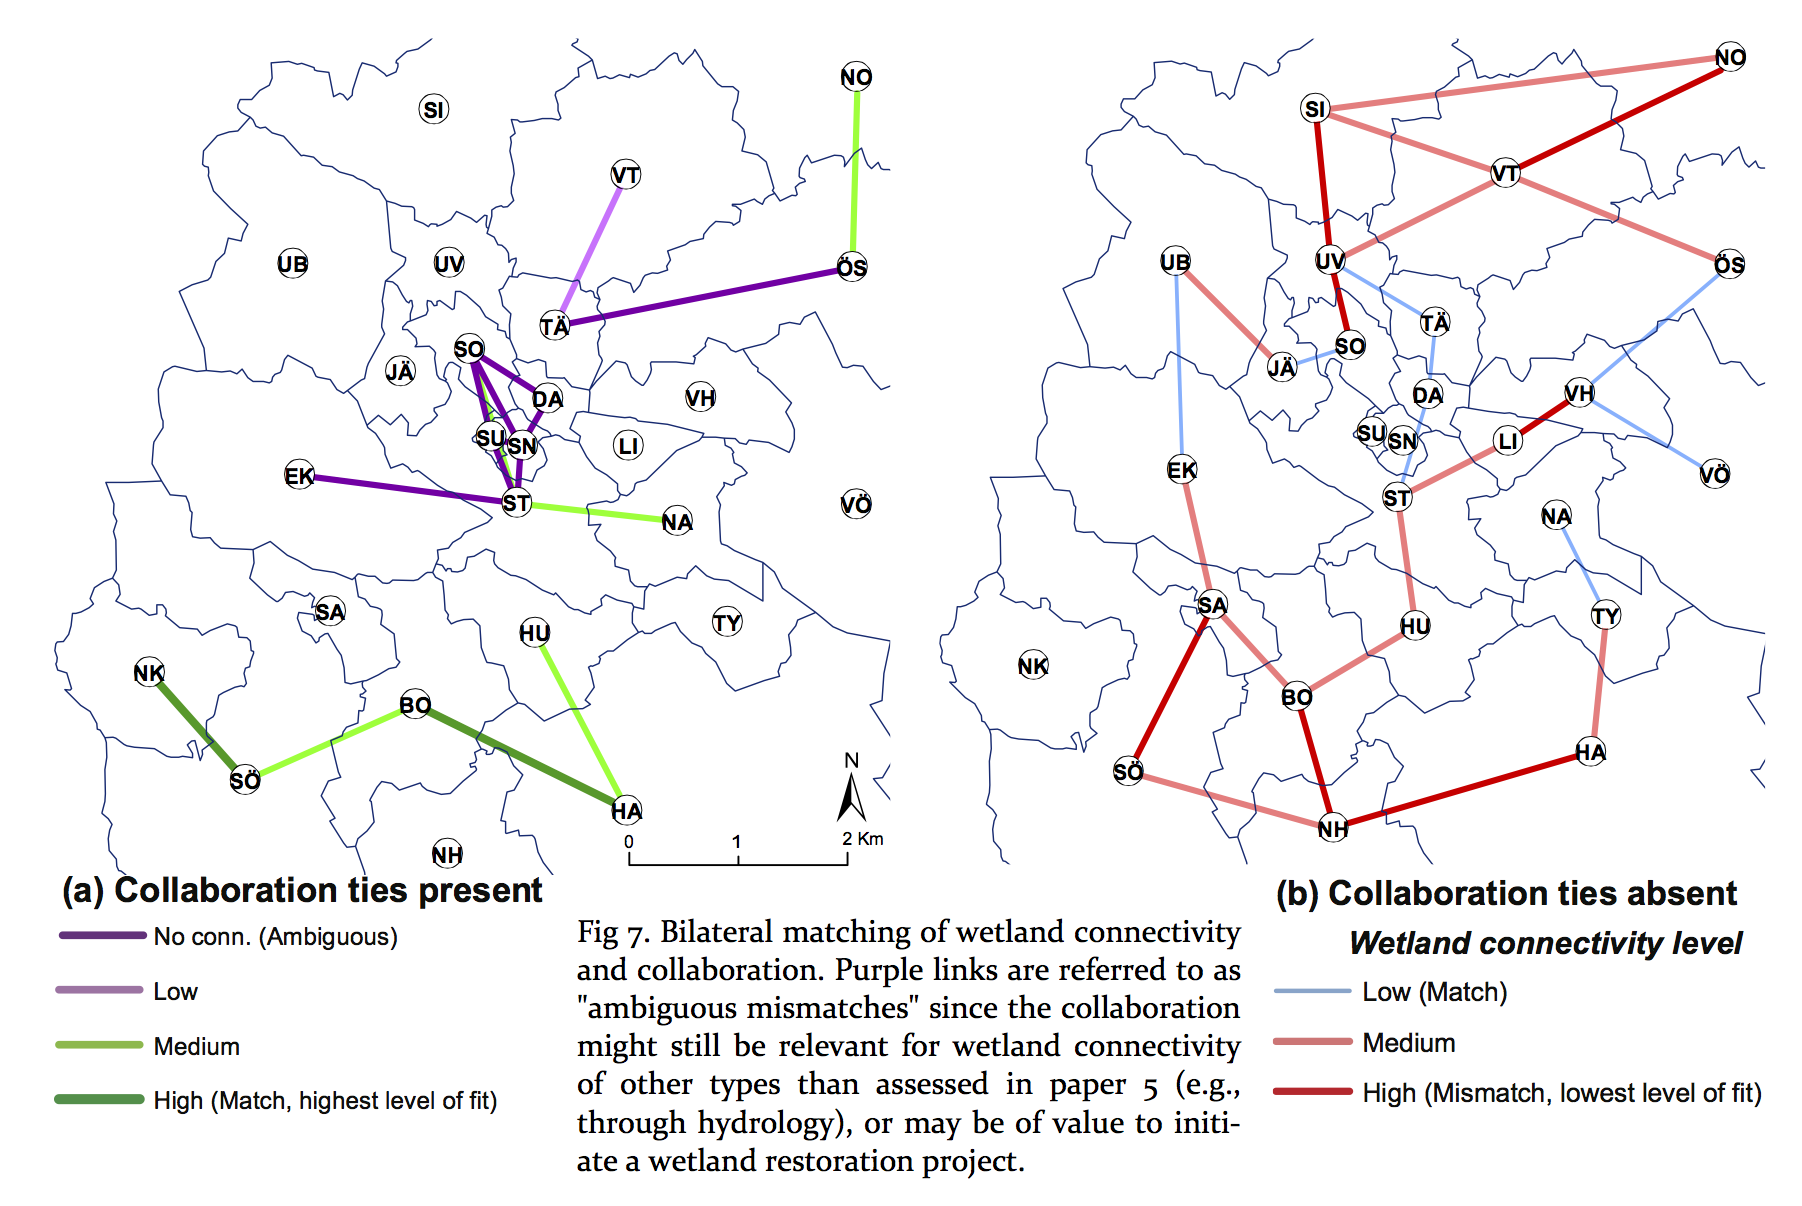 NO
SI
VT
UB
UV
ÖS
TÄ
SO
JÄ
DA
VH
SU
SN
LI
EK
ST
NA
VÖ
SA
HU
TY
NK
BO
SÖ
HA
NH
N
0 1 2 Km
NO
SI
VT
UB
UV
ÖS
TÄ
SO
JÄ
DA
VH
SU
SN
LI
EK
ST
VÖ
NA
SA
HU
TY
NK
BO
HA
SÖ
NH
(a) Collaboration ties present
No conn. (Ambiguous)
Low
Medium
High (Match, highest level of fit)
Fig 7. Bilateral matching of wetland connectivity
and collaboration. Purple links are referred to as
"ambiguous mismatches" since the collaboration
might still be relevant for wetland connectivity
of other types than assessed in paper 5 (e.g.,
through hydrology), or may be of value to initi-
ate a wetland restoration project.
(b) Collaboration ties absent
Wetland connectivity level
Low (Match)
Medium
High (Mismatch, lowest level of fit)